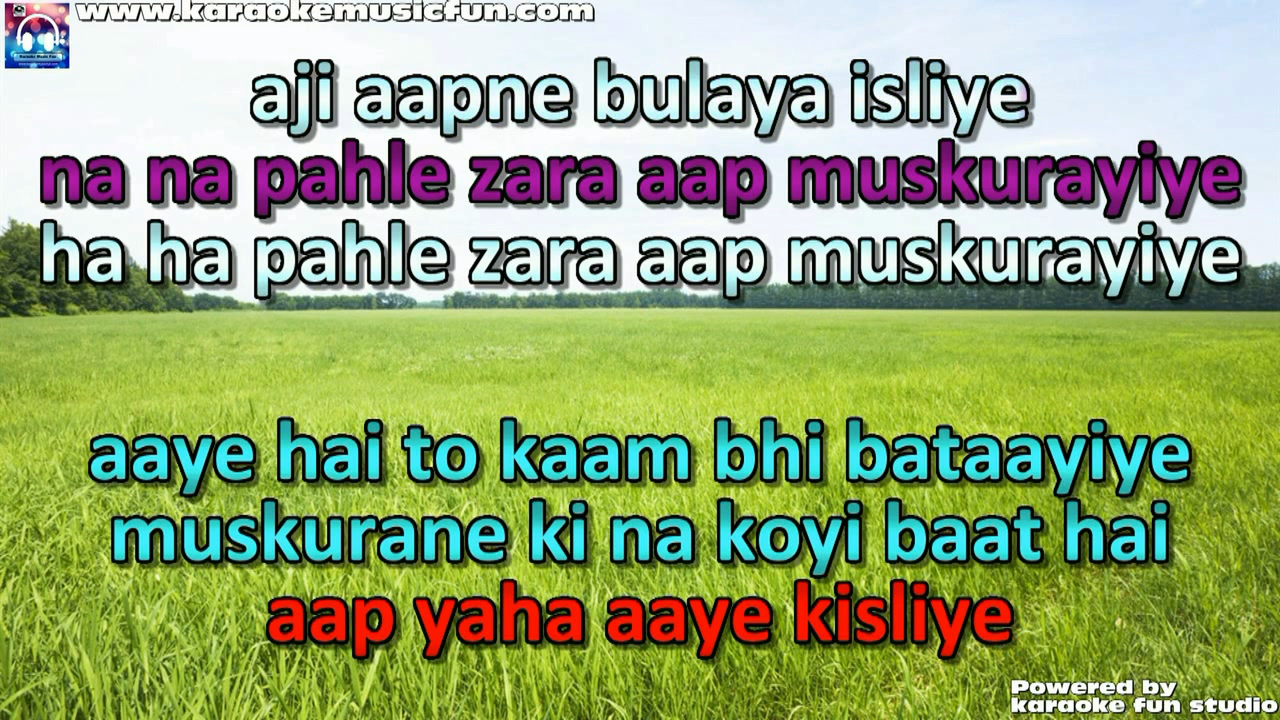 www.karaokemusicfun.com
aji aapne bulaya isliye
na na pahle zara aap muskurayiye
ha ha pahle zara aap muskurayiye
aaye hai to kaam bhi bataayiye
muskurane ki na koyi baat hai
aap yaha aaye kisliye
Powered by
karaoke fun studio